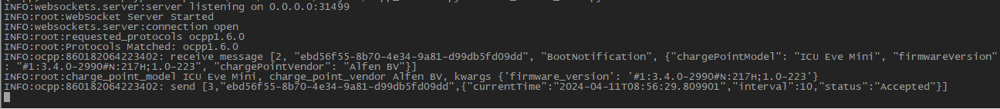 INFO:websockets.server:server listening on 0.0.0.0:31499
INFO:root:WebSocket Server Started
INFO:websockets.server:connection open
INFO:root:requested_protocols ocpp1.6.0
INFO:root:Protocols Matched: ocpp1.6.0
INFO:ocpp:860182064223402: receive message [2, "ebd56f55-8b70-4e34-9a81-d99db5fd09dd", "BootNotification", {"chargePointModel": "ICU Eve Mini", "firmwareVersion"
: "#1:3.4.0-2990#N:217H;1.0-223", "chargePointVendor": "Alfen BV"}]
INFO:root:charge_point_model ICU Eve Mini, charge_point_vendor Alfen BV, kwargs {'firmware_version': '#1:3.4.0-2990#N:217H;1.0-223'}
INFO:ocpp:860182064223402: send [3,"ebd56f55-8b70-4e34-9a81-d99db5fd09dd",{"currentTime":"2024-04-11T08:56:29.809901","interval":10,"status":"Accepted"}]